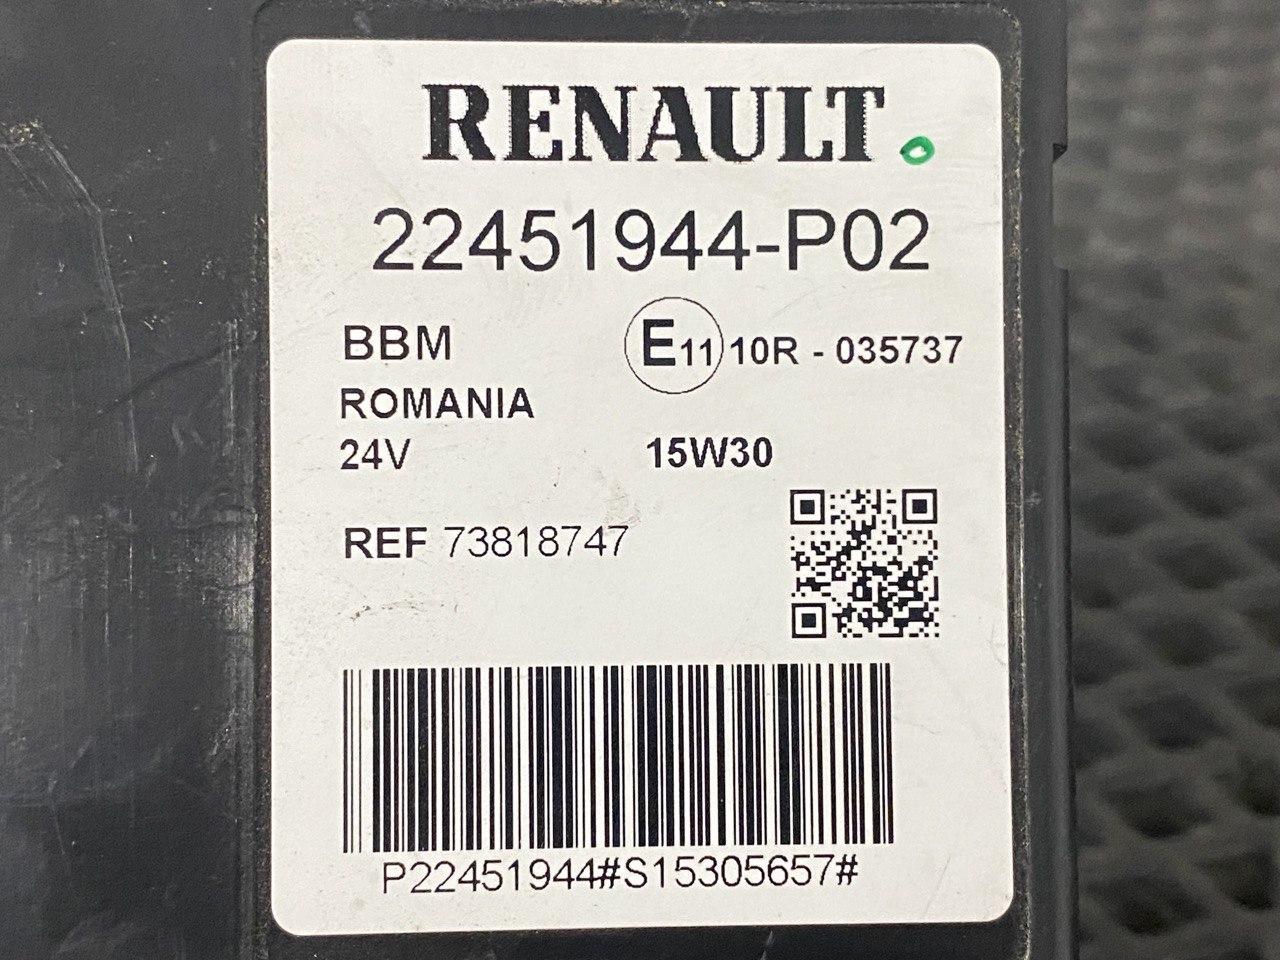 RENAULT
22451944-P02
BBM E11 10R - 035737
ROMANIA
24V 15W30
REF 73818747
P22451944#S15305657#